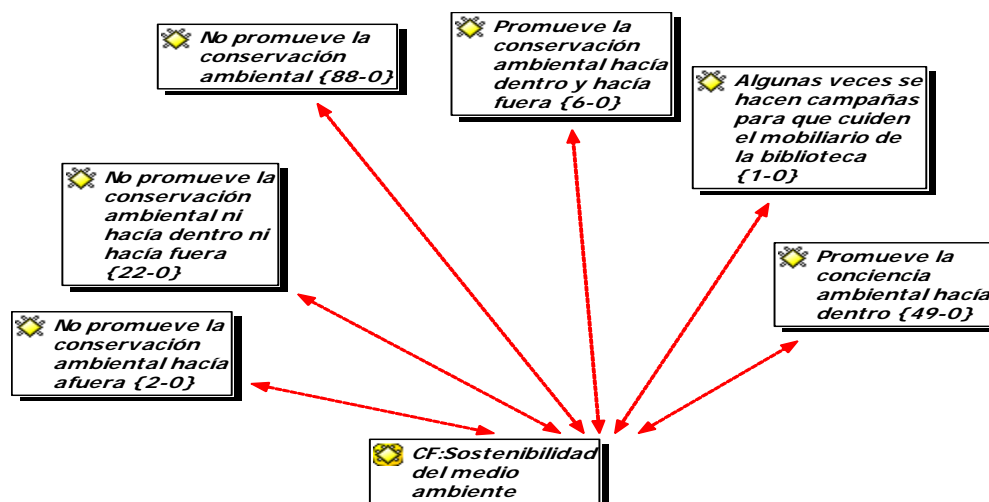 No promueve la
conservación
ambiental {88-0}
Promueve la
conservación
ambiental hacía
dentro y hacía
fuera {6-0}
Algunas veces se
hacen campañas
para que cuiden
el mobiliario de
la biblioteca
{1-0}
No promueve la
conservación
ambiental ni
hacía dentro ni
hacía fuera
{22-0}
Promueve la
conciencia
ambiental hacía
dentro {49-0}
No promueve la
conservación
ambiental hacía
afuera {2-0}
CF:Sostenibilidad
del medio
ambiente